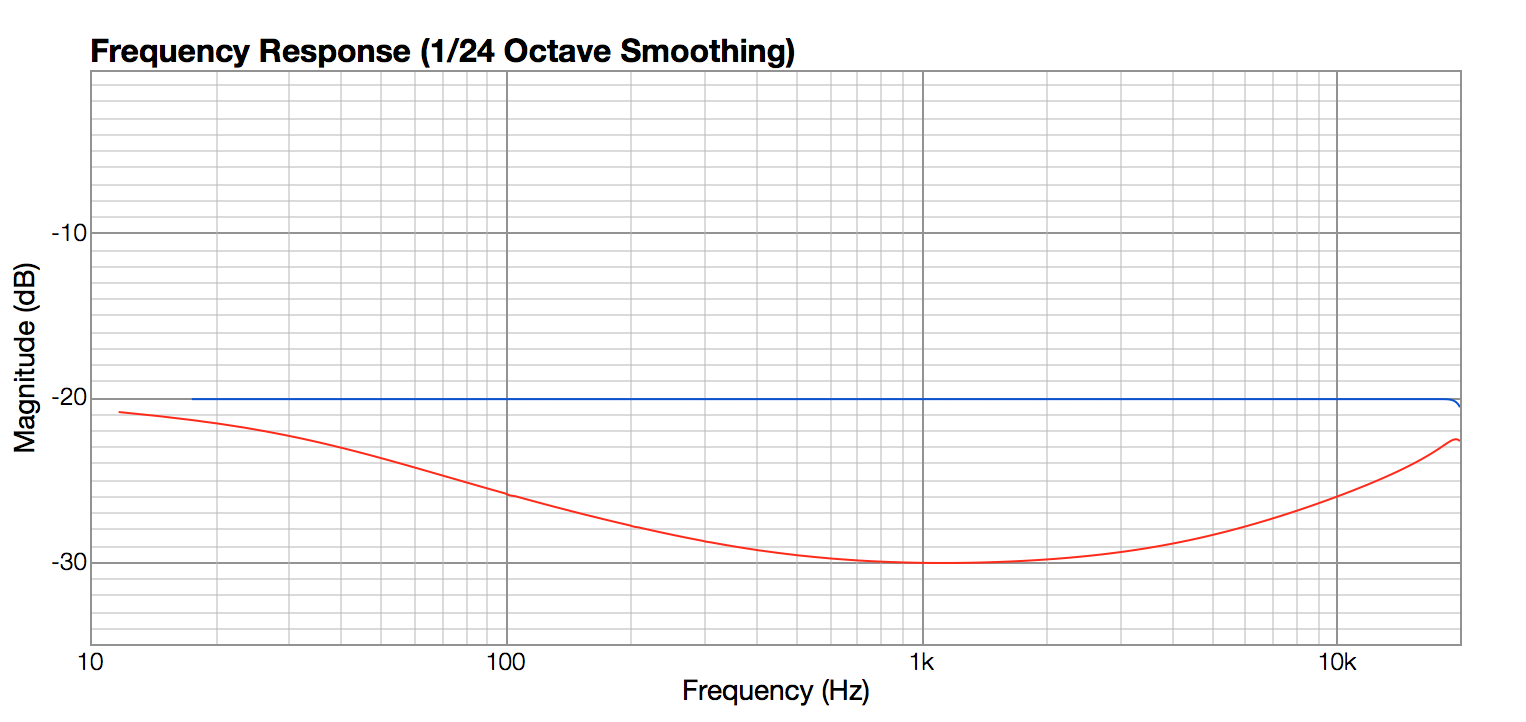 Frequency Response (1/24 Octave Smoothing)
-10
-20
-30
Magnitude (dB)
10 100 1k 10k
Frequency (Hz)